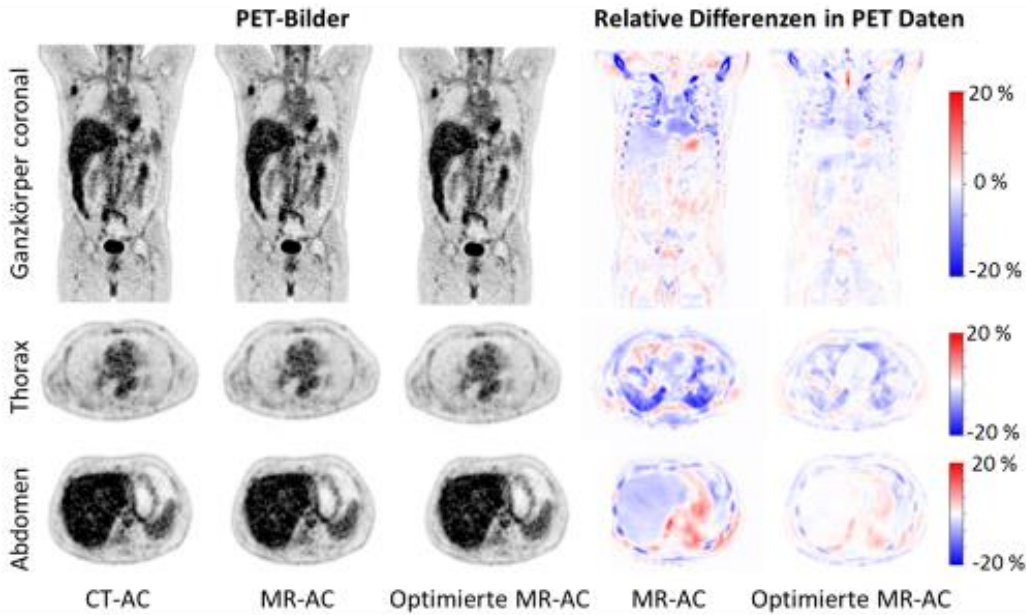 PET-Bilder
Relative Differenzen in PET Daten
Ganzkörper coronal
20 %
0 %
-20 %
Thorax
20 %
-20 %
Abdomen
20 %
-20 %
CT-AC
MR-AC
Optimierte MR-AC
MR-AC
Optimierte MR-AC